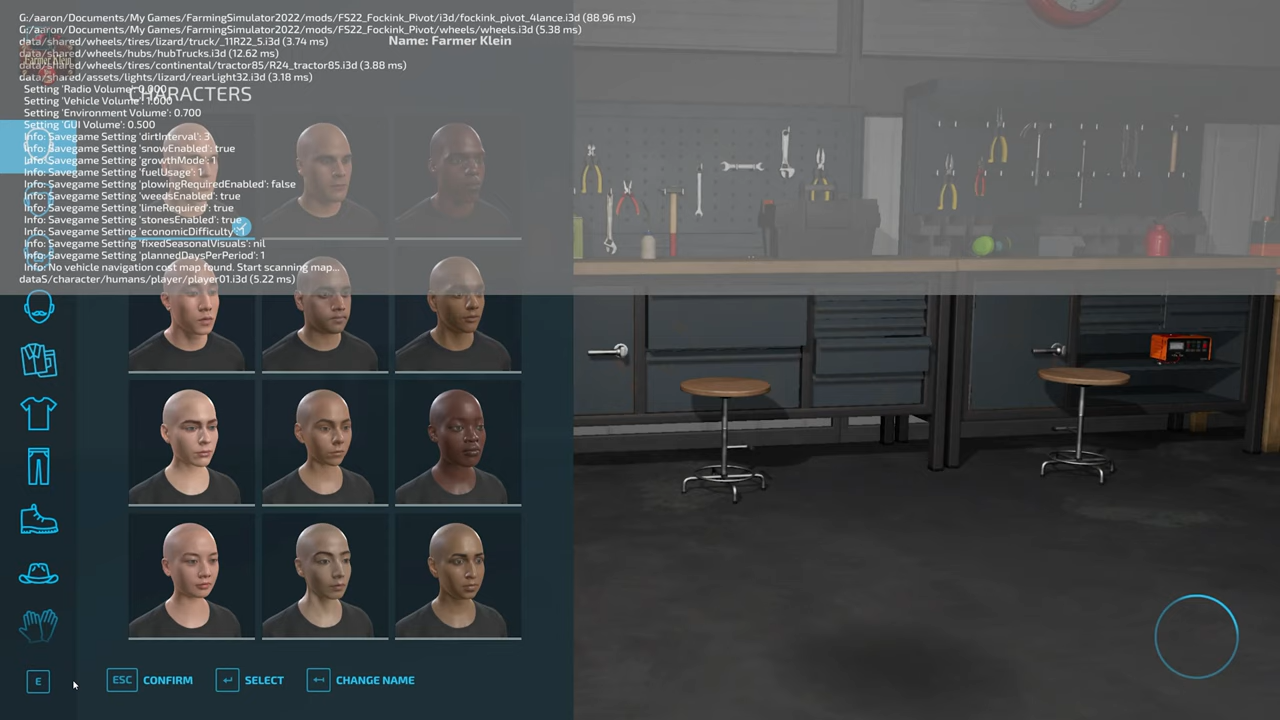 G:/aaron/Documents/My Games/FarmingSimulator2022/mods/FS22_Fockink_Pivot/i3d/fockink_pivot_4lance.i3d (88.96 ms)
G:/aaron/Documents/My Games/FarmingSimulator2022/mods/FS22_Fockink_Pivot/wheels/wheels.i3d (5.38 ms)
data/shared/wheels/tires/lizard/truck/_11R22_5.i3d (3.74 ms)
Name: Farmer Klein
data/shared/wheels/hubs/hubTrucks.i3d (12.62 ms)
Farmer Klein
data/shared/wheels/tires/continental/tractor85/R24_tractor85.i3d (3.88 ms)
data/shared/assets/lights/lizard/rearLight32.i3d (3.18 ms)
Setting 'Radio Volume': 0.000
CHARACTERS
Setting 'Vehicle Volume': 1.000
Setting 'Environment Volume': 0.700
Setting 'GUI Volume': 0.500
Info: Savegame Setting 'dirtInterval': 3
Info: Savegame Setting 'snowEnabled': true
Info: Savegame Setting 'growthMode': 1
Info: Savegame Setting 'fuelUsage': 1
Info: Savegame Setting 'plowingRequiredEnabled': false
Info: Savegame Setting 'weedsEnabled': true
Info: Savegame Setting 'limeRequired': true
Info: Savegame Setting 'stonesEnabled': true
Info: Savegame Setting 'economicDifficulty': 1
Info: Savegame Setting 'fixedSeasonalVisuals': nil
Info: Savegame Setting 'plannedDaysPerPeriod': 1
Info: No vehicle navigation cost map found. Start scanning map...
dataS/character/humans/player/player01.i3d (5.22 ms)
E
ESC CONFIRM
SELECT
CHANGE NAME